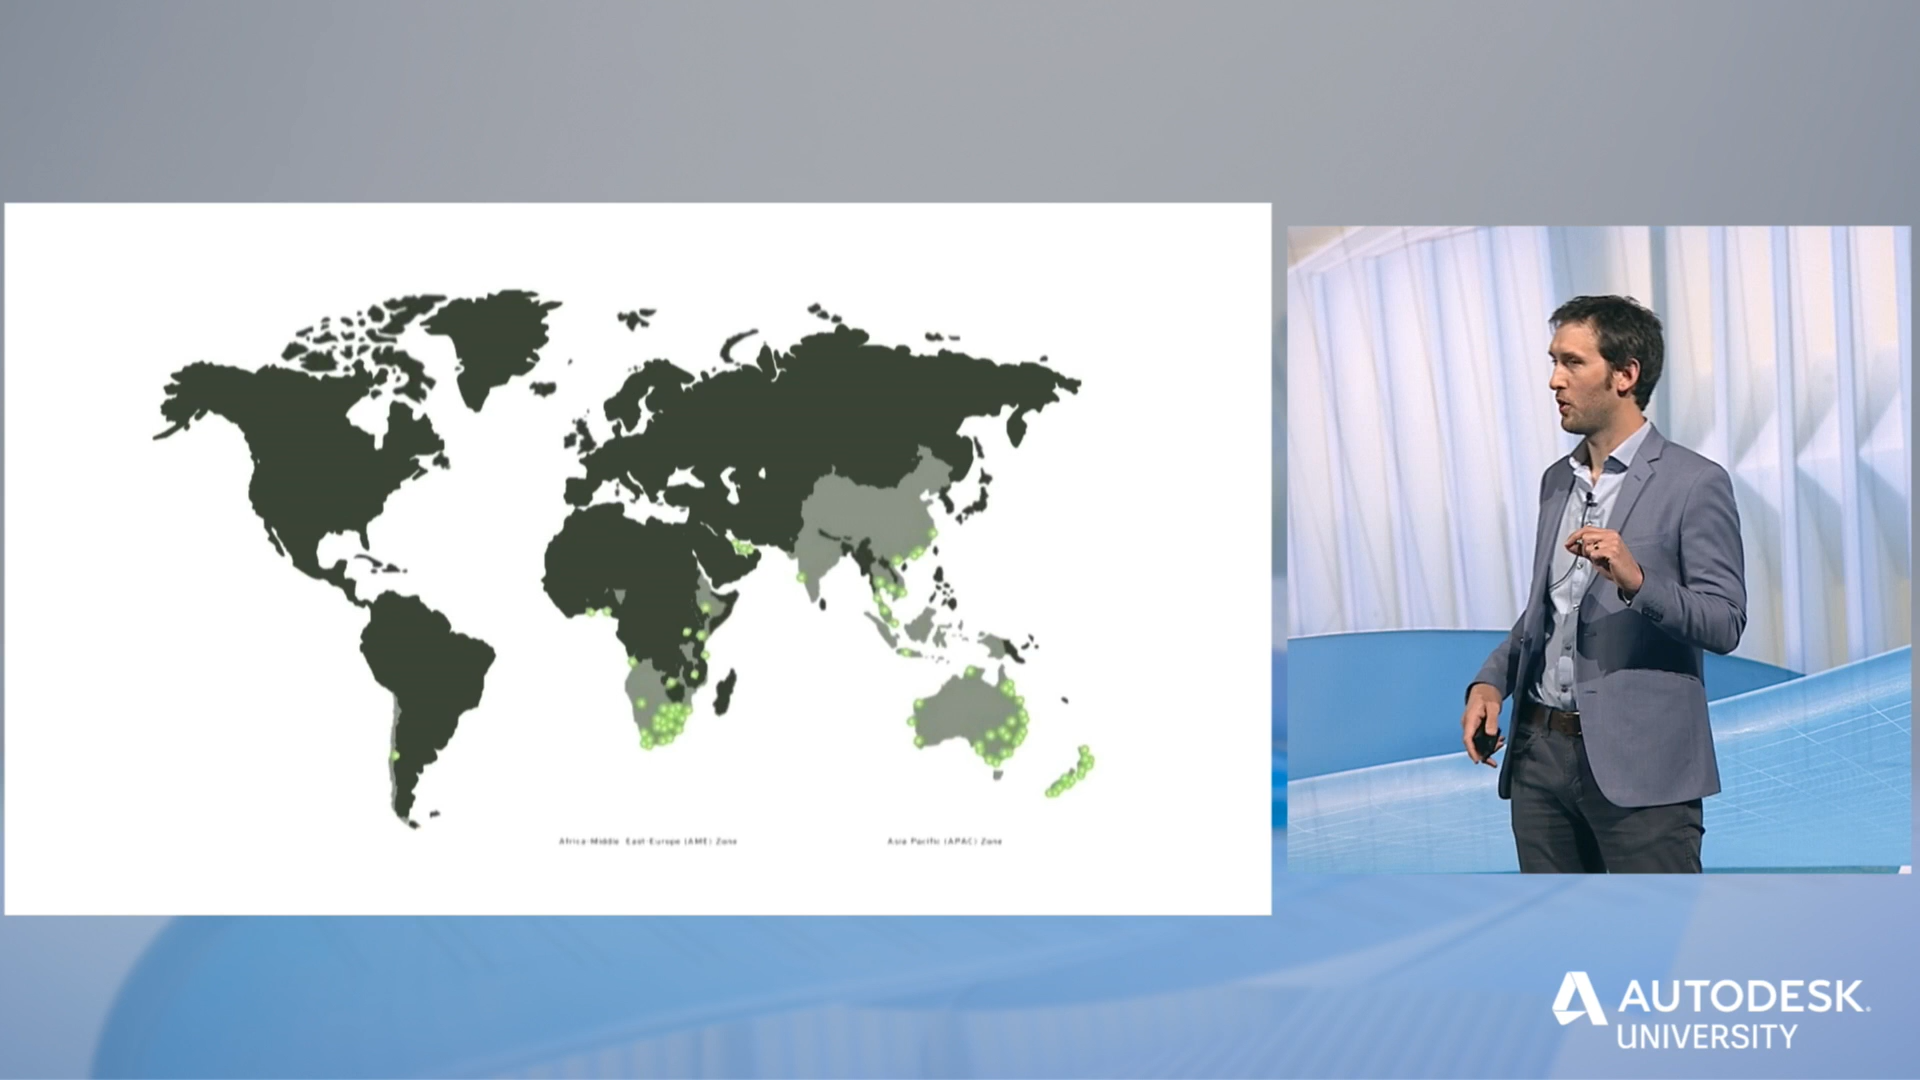 Africa-Middle East-Europe (AME) Zone
Asia Pacific (APAC) Zone
AUTODESK
UNIVERSITY